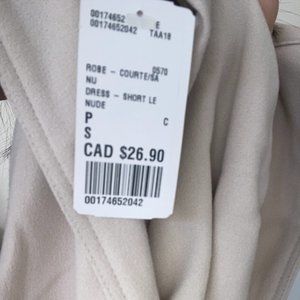 00174652 E
00174652042 TAA18
ROBE - COURTE/SA 0570
NU
DRESS - SHORT LE
NUDE
P C
S
CAD $26.90
00174652042